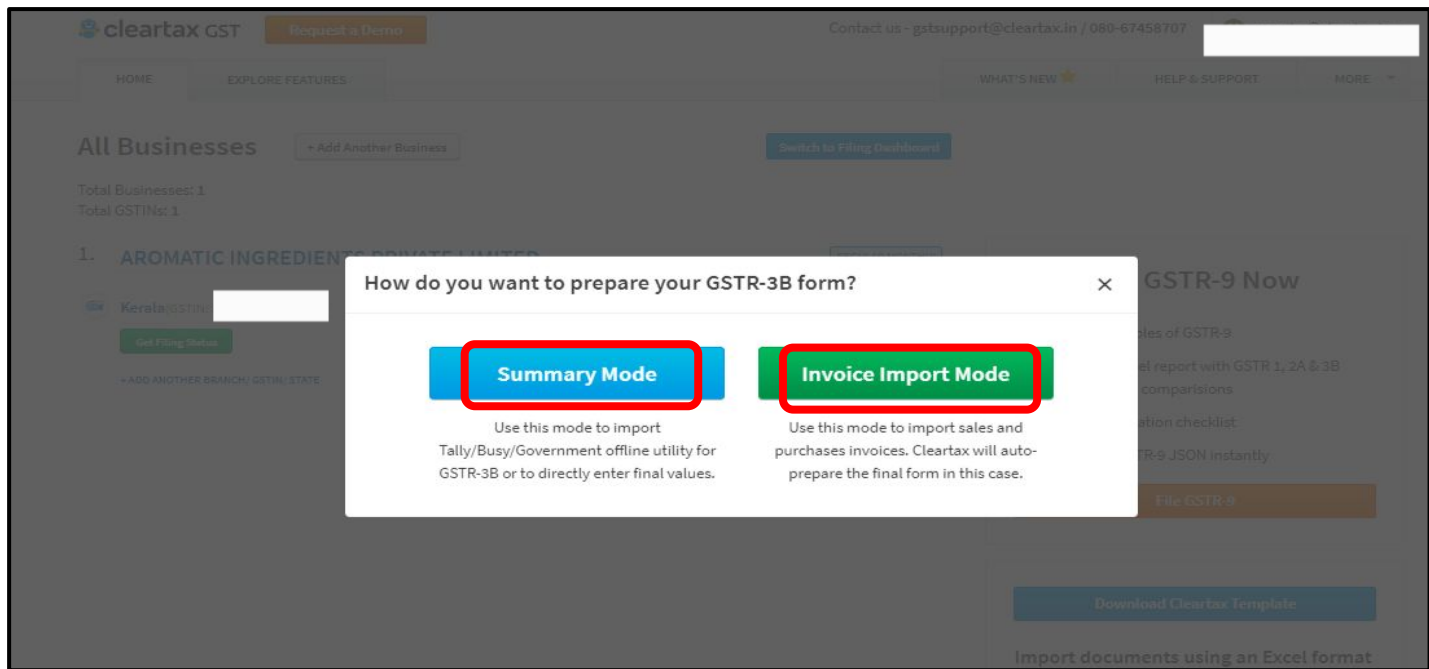 cleartax GST
Request a Demo
Contact us - gstsupport@cleartax.in / 080-67458707
HOME
EXPLORE FEATURES
WHAT'S NEW
HELP & SUPPORT
MORE
All Businesses
+ Add Another Business
Switch to Filing Dashboard
Total Businesses: 1
Total GSTINs: 1
1. AROMATIC INGREDIENTS PRIVATE LIMITED
Kerala(GSTIN:
Get Filing Status
+ ADD ANOTHER BRANCH/ GSTIN/ STATE
How do you want to prepare your GSTR-3B form?
×
Summary Mode
Use this mode to import
Tally/Busy/Government offline utility for
GSTR-3B or to directly enter final values.
Invoice Import Mode
Use this mode to import sales and
purchases invoices. Cleartax will auto-
prepare the final form in this case.
GSTR-9 Now
of GSTR-9
report with GSTR 1, 2A & 3B
comparisions
checklist
JSON Instantly
File GSTR-9
Download Cleartax Template
Import documents using an Excel format